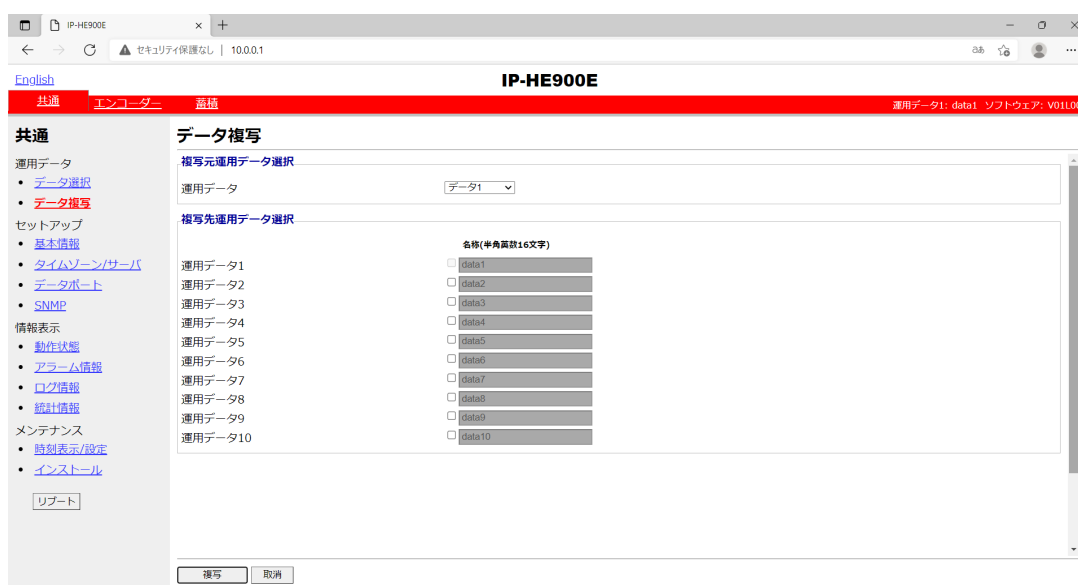 IP-HE900E
セキュリティ保護なし | 10.0.0.1
English
IP-HE900E
共通 エンコーダー 蓄積
運用データ1: data1 ソフトウェア: V01L00
共通
運用データ
データ選択
データ複写
セットアップ
基本情報
タイムゾーン/サーバ
データポート
SNMP
情報表示
動作状態
アラーム情報
ログ情報
統計情報
メンテナンス
時刻表示/設定
インストール
リブート
データ複写
複写元運用データ選択
運用データ データ1
複写先運用データ選択
名称(半角英数16文字)
運用データ1 data1
運用データ2 data2
運用データ3 data3
運用データ4 data4
運用データ5 data5
運用データ6 data6
運用データ7 data7
運用データ8 data8
運用データ9 data9
運用データ10 data10
複写 取消